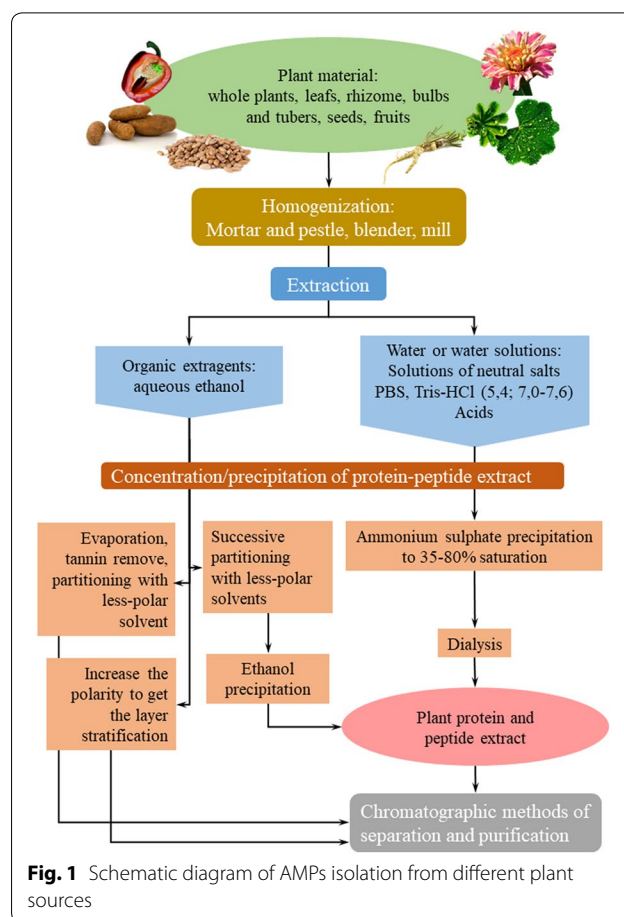 Plant material:
whole plants, leafs, rhizome, bulbs
and tubers, seeds, fruits
Homogenization:
Mortar and pestle, blender, mill
Extraction
Organic extragents:
aqueous ethanol
Water or water solutions:
Solutions of neutral salts
PBS, Tris-HCl (5,4; 7,0-7,6)
Acids
Concentration/precipitation of protein-peptide extract
Evaporation,
tannin remove,
partitioning with
less-polar
solvent
Successive
partitioning
with less-polar
solvents
Ammonium sulphate precipitation
to 35-80% saturation
Increase the
polarity to get
the layer
stratification
Ethanol
precipitation
Dialysis
Plant protein and
peptide extract
Chromatographic methods of
separation and purification
Fig. 1 Schematic diagram of AMPs isolation from different plant
sources